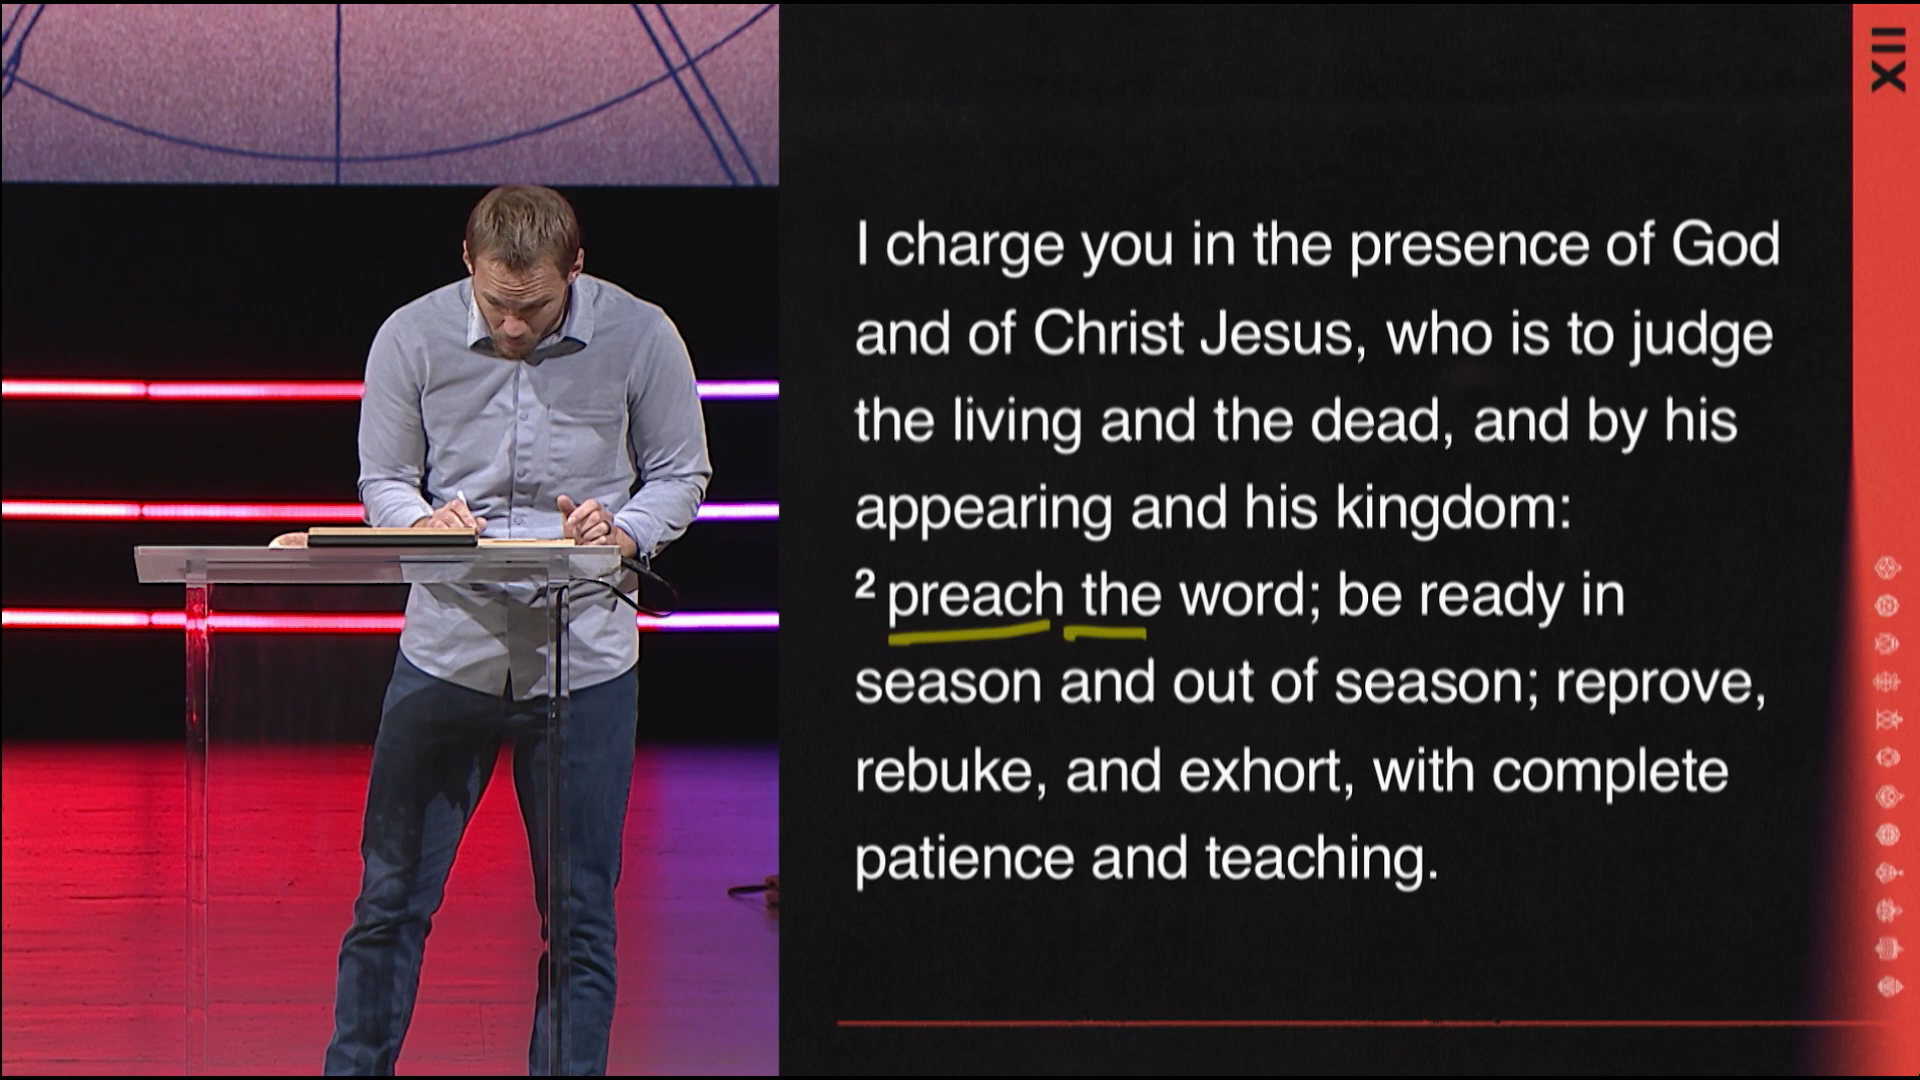 XII
I charge you in the presence of God
and of Christ Jesus, who is to judge
the living and the dead, and by his
appearing and his kingdom:
² preach the word; be ready in
season and out of season; reprove,
rebuke, and exhort, with complete
patience and teaching.